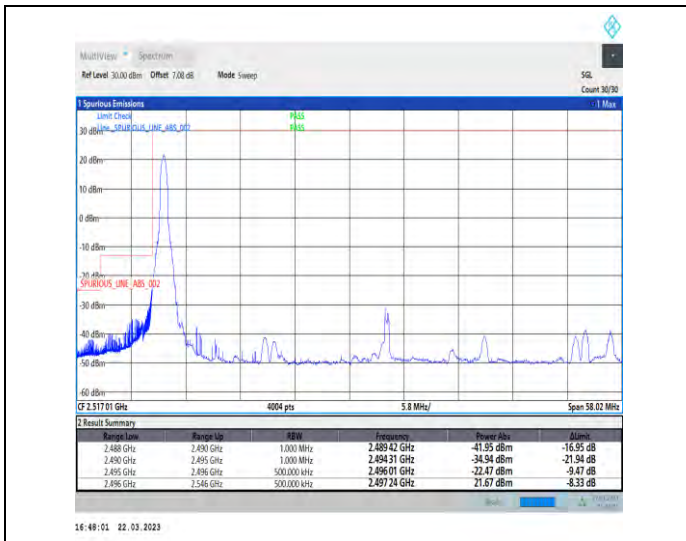 MultiView Spectrum
Ref Level 30.00 dBm Offset 7.08 dB Mode Sweep SGL
Count 30/30
1 Spurious Emissions 1 Max
Limit Check PASS
Line _SPURIOUS_LINE_ABS_002 PASS
30 dBm
20 dBm
10 dBm
0 dBm
-10 dBm
-20 dBm
SPURIOUS_LINE_ABS_002
-30 dBm
-40 dBm
-50 dBm
-60 dBm
CF 2.517 01 GHz 4004 pts 5.8 MHz/ Span 58.02 MHz
2 Result Summary
Range Low Range Up RBW Frequency Power Abs ΔLimit
2.488 GHz 2.490 GHz 1.000 MHz 2.489 42 GHz -41.95 dBm -16.95 dB
2.490 GHz 2.495 GHz 1.000 MHz 2.494 31 GHz -34.94 dBm -21.94 dB
2.495 GHz 2.496 GHz 500.000 kHz 2.496 01 GHz -22.47 dBm -9.47 dB
2.496 GHz 2.546 GHz 500.000 kHz 2.497 24 GHz 21.67 dBm -8.33 dB
16:48:01 22.03.2023